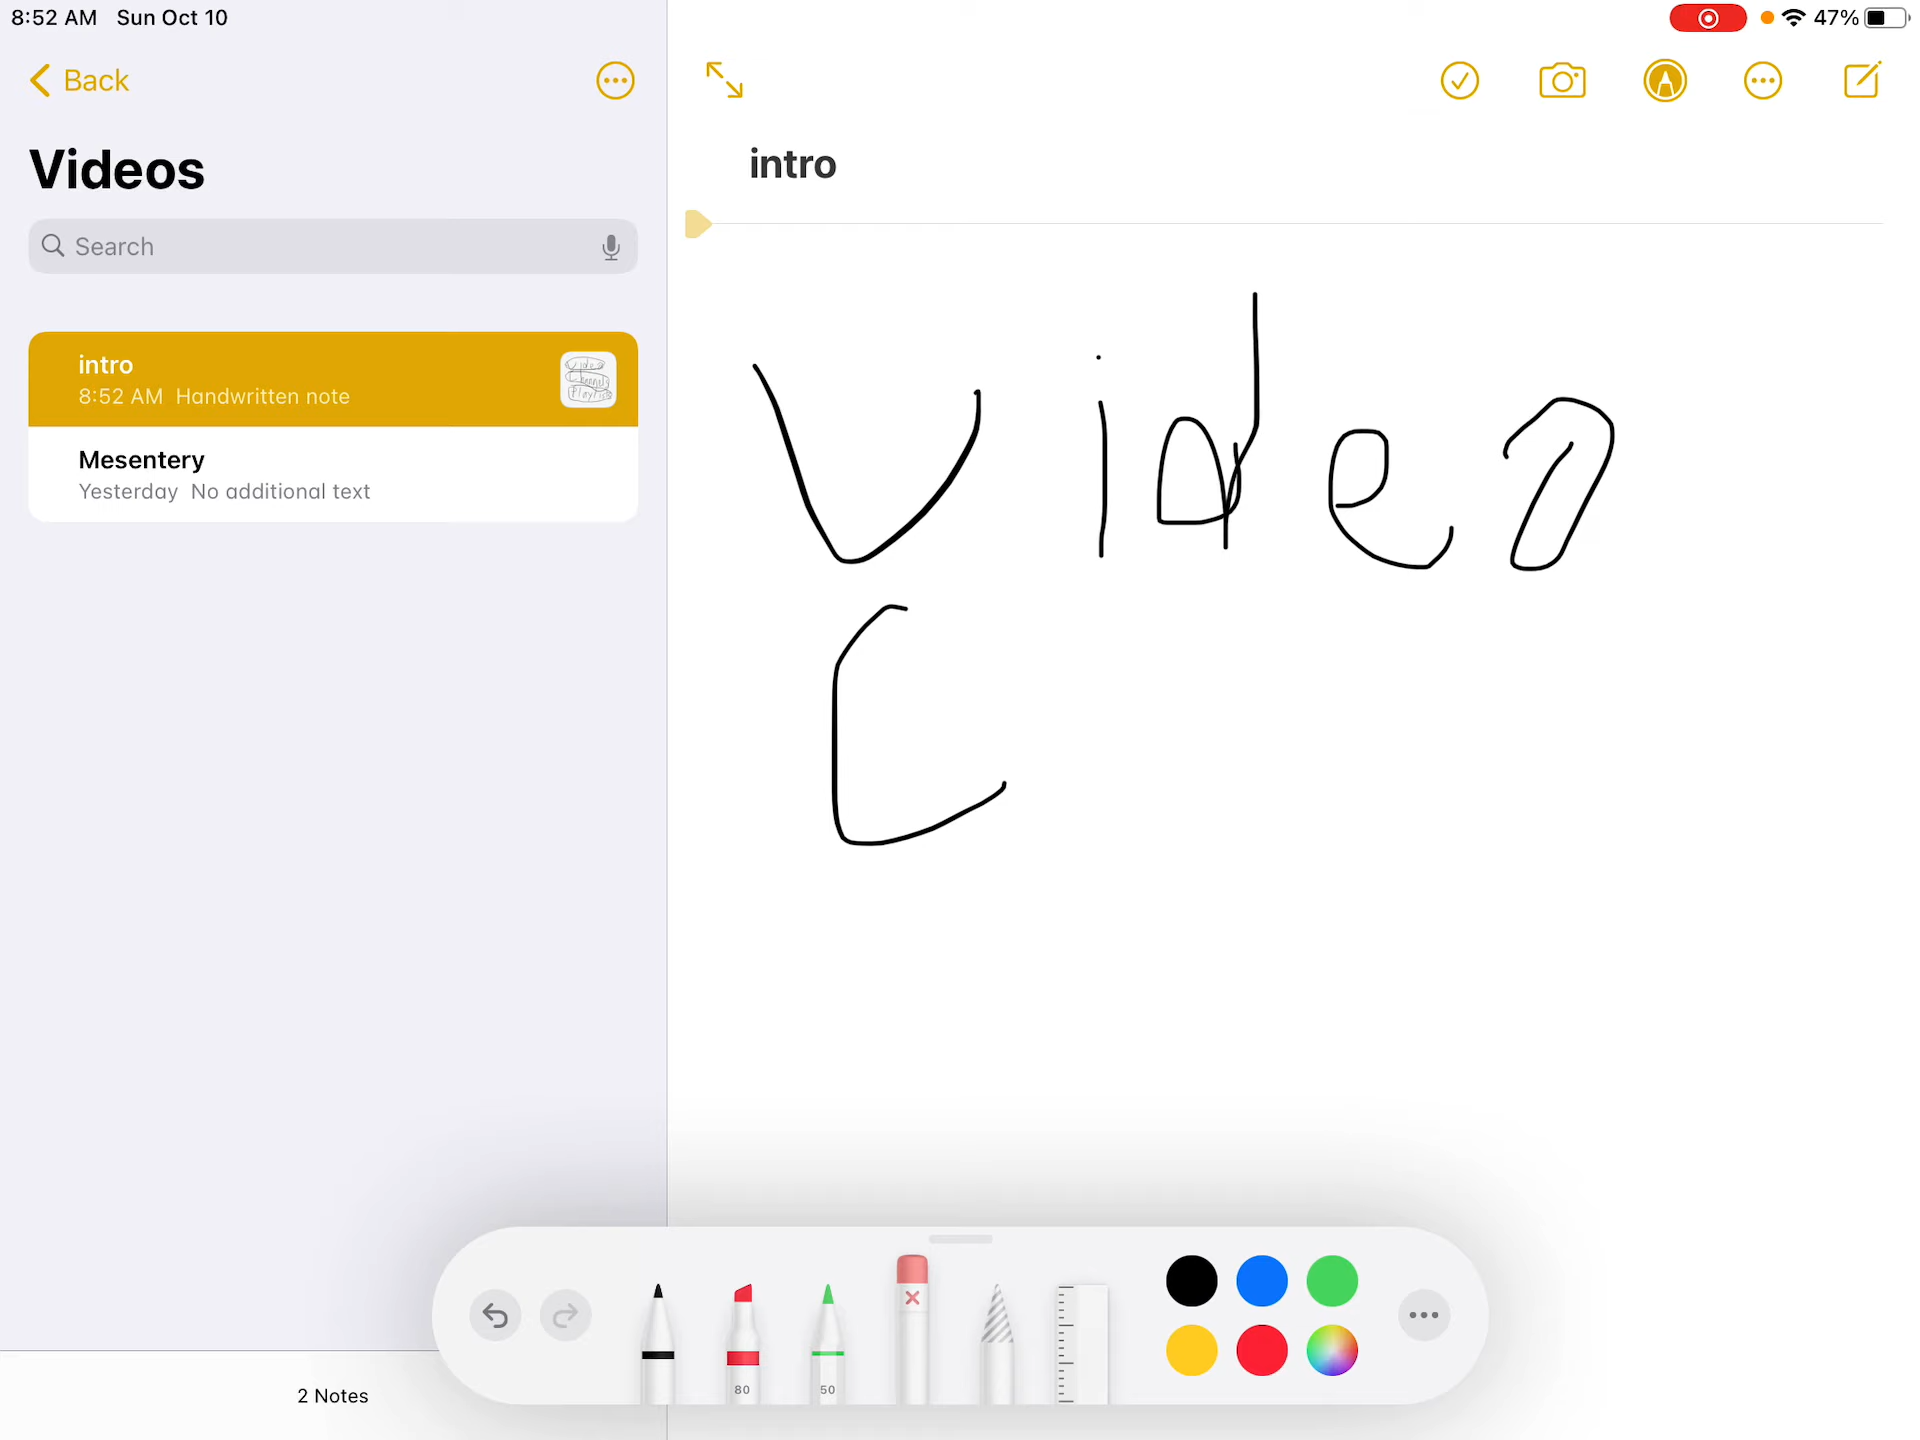 8:52 AM Sun Oct 10
47%
Back
Videos
Search
intro
8:52 AM Handwritten note
Mesentery
Yesterday No additional text
2 Notes
intro
Video
C
80
50